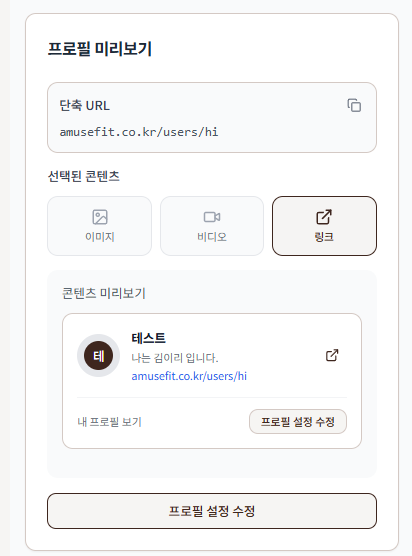 프로필 미리보기
단축 URL
amusefit.co.kr/users/hi
선택된 콘텐츠
이미지
비디오
링크
콘텐츠 미리보기
테
테스트
나는 김이리 입니다.
amusefit.co.kr/users/hi
내 프로필 보기
프로필 설정 수정
프로필 설정 수정